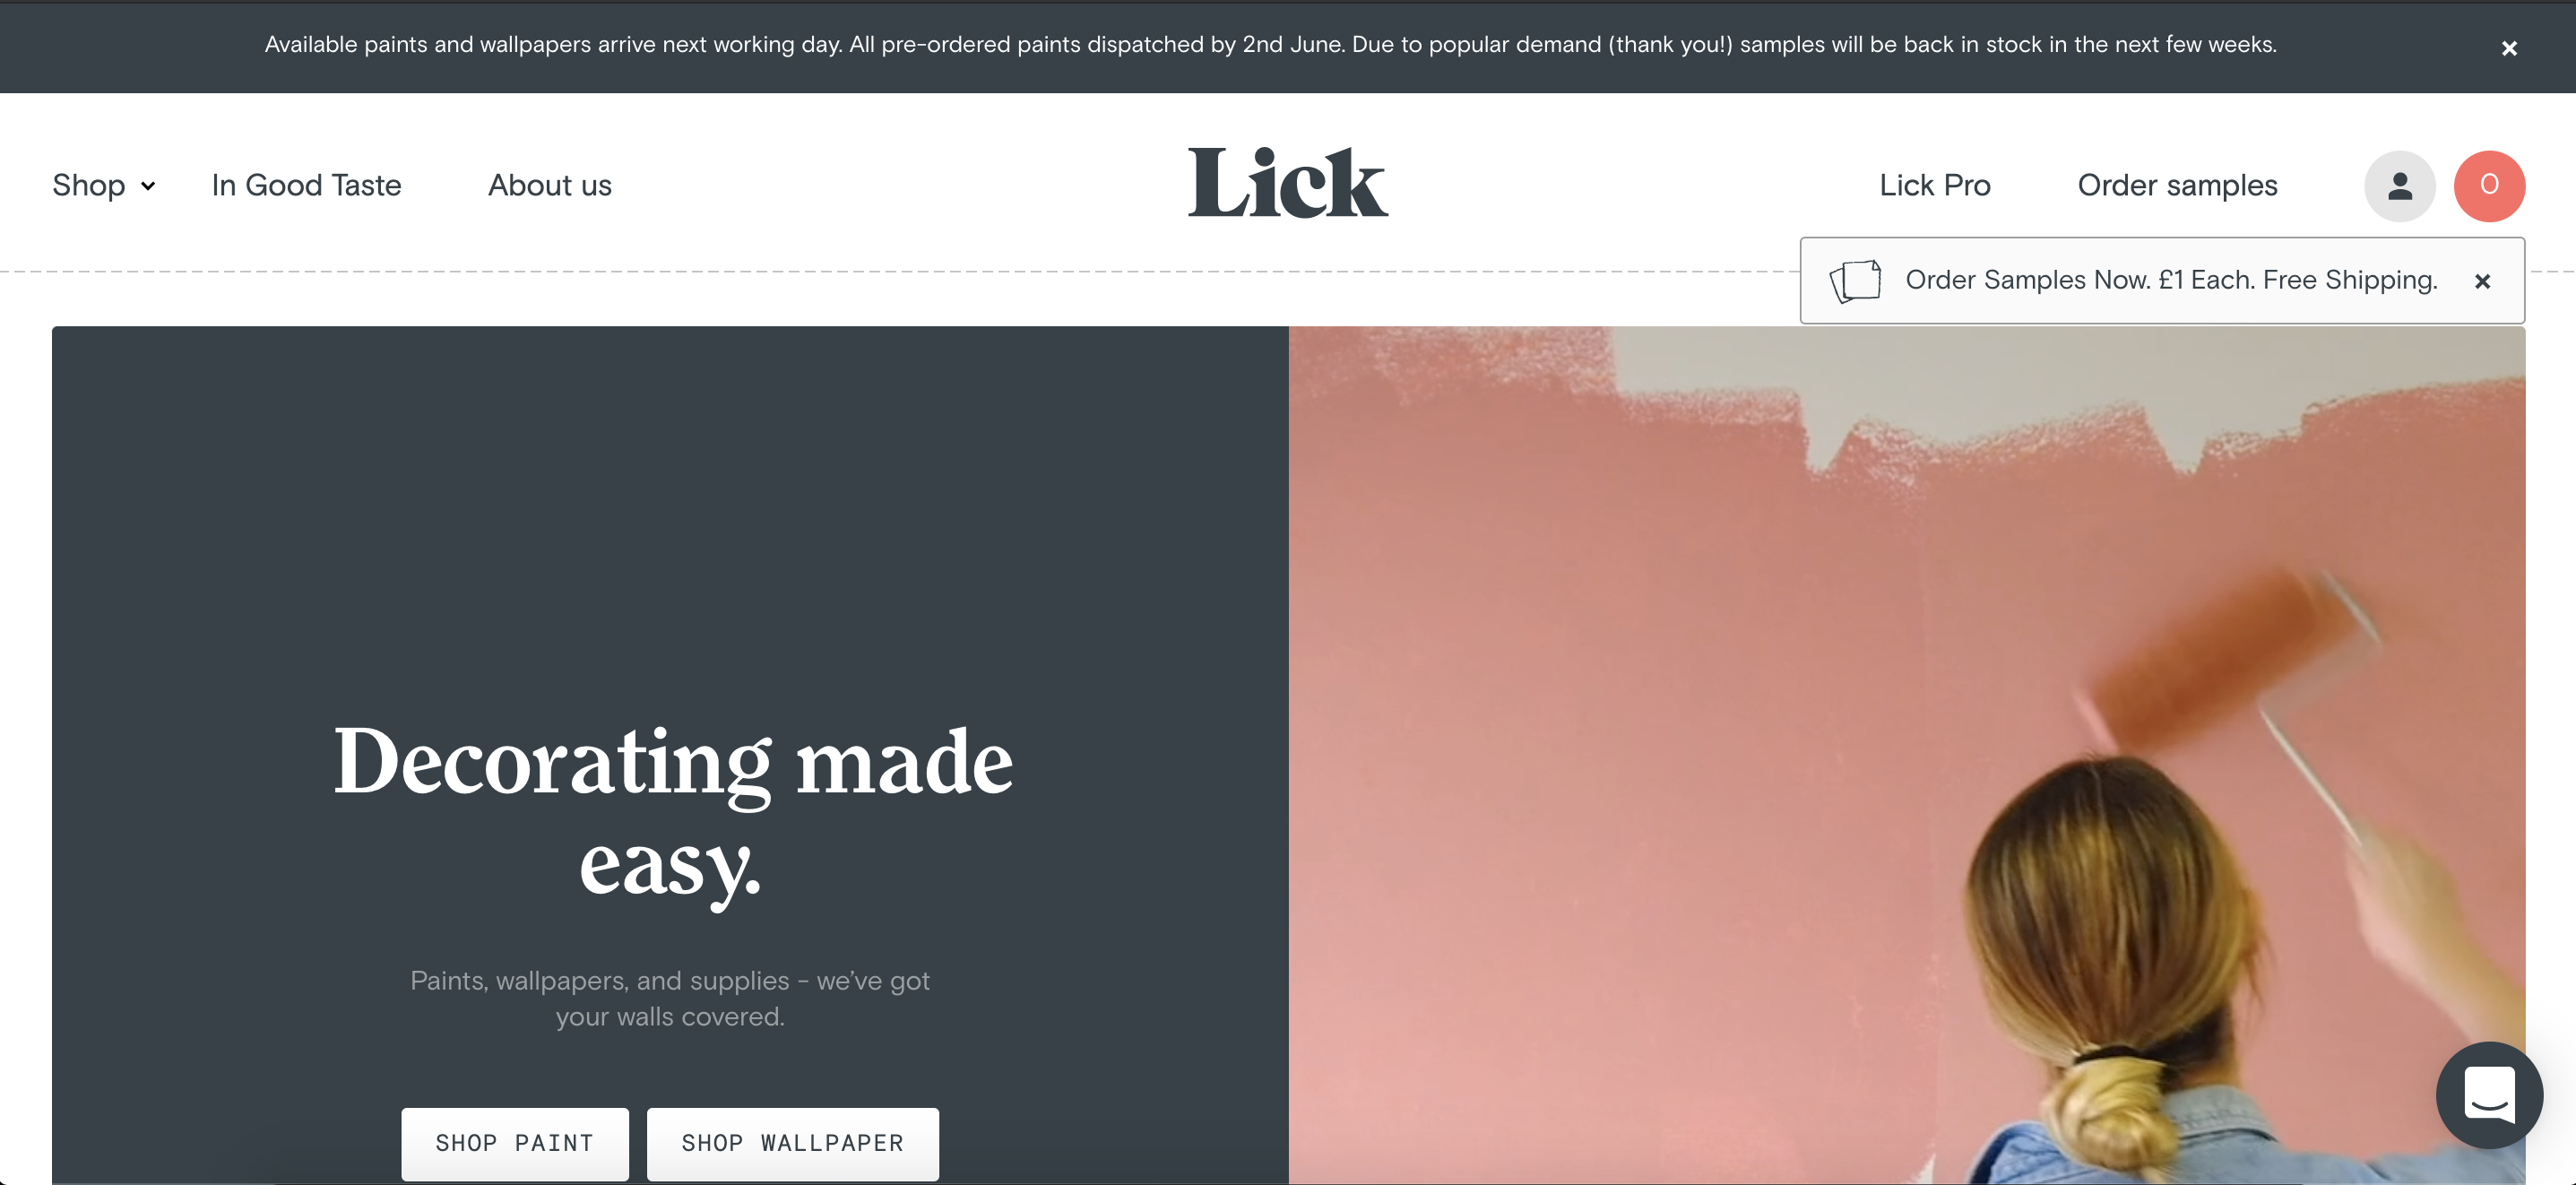 Available paints and wallpapers arrive next working day. All pre-ordered paints dispatched by 2nd June. Due to popular demand (thank you!) samples will be back in stock in the next few weeks.
Shop
In Good Taste
About us
Lick
Lick Pro
Order samples
0
Order Samples Now. £1 Each. Free Shipping.
Decorating made
easy.
Paints, wallpapers, and supplies - we’ve got
your walls covered.
SHOP PAINT
SHOP WALLPAPER